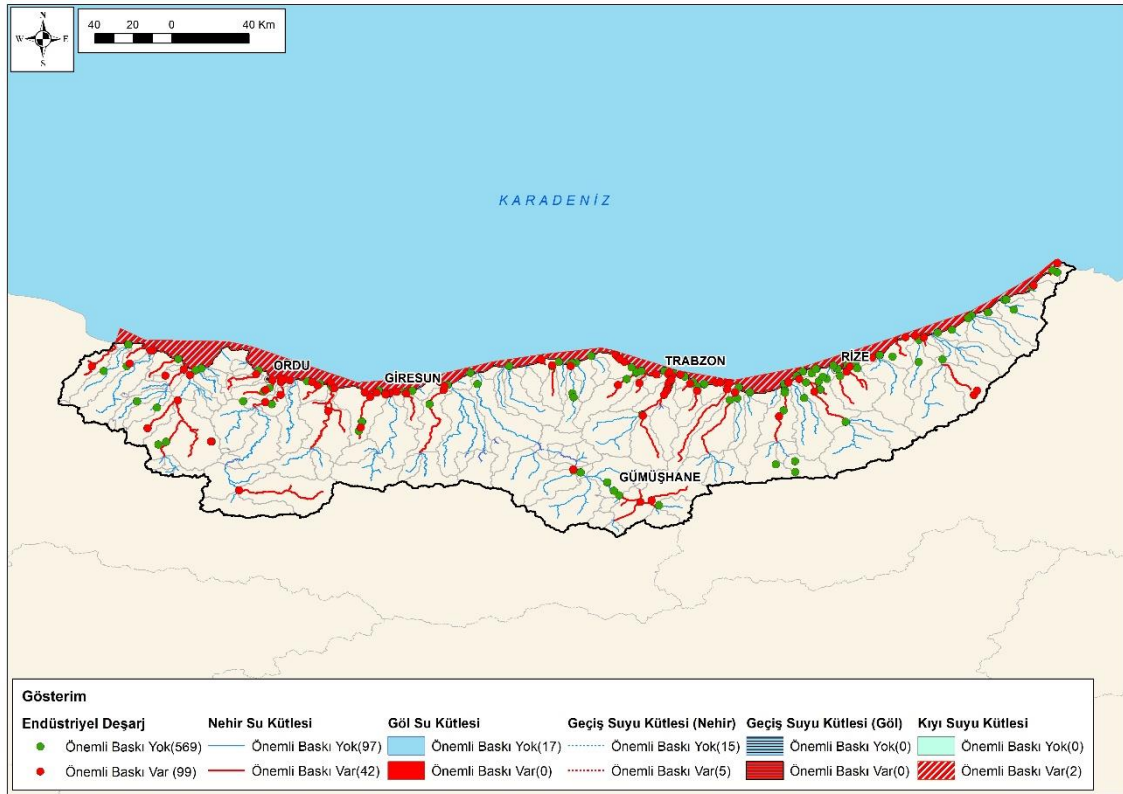 N
W E
S
40 20 0 40 Km
KARADENİZ
ORDU
GİRESUN
TRABZON
RİZE
GÜMÜŞHANE
Gösterim
Endüstriyel Deşarj
Önemli Baskı Yok(569)
Önemli Baskı Var (99)
Nehir Su Kütlesi
Önemli Baskı Yok(97)
Önemli Baskı Var(42)
Göl Su Kütlesi
Önemli Baskı Yok(17)
Önemli Baskı Var(0)
Geçiş Suyu Kütlesi (Nehir)
Önemli Baskı Yok(15)
Önemli Baskı Var(5)
Geçiş Suyu Kütlesi (Göl)
Önemli Baskı Yok(0)
Önemli Baskı Var(0)
Kıyı Suyu Kütlesi
Önemli Baskı Yok(0)
Önemli Baskı Var(2)